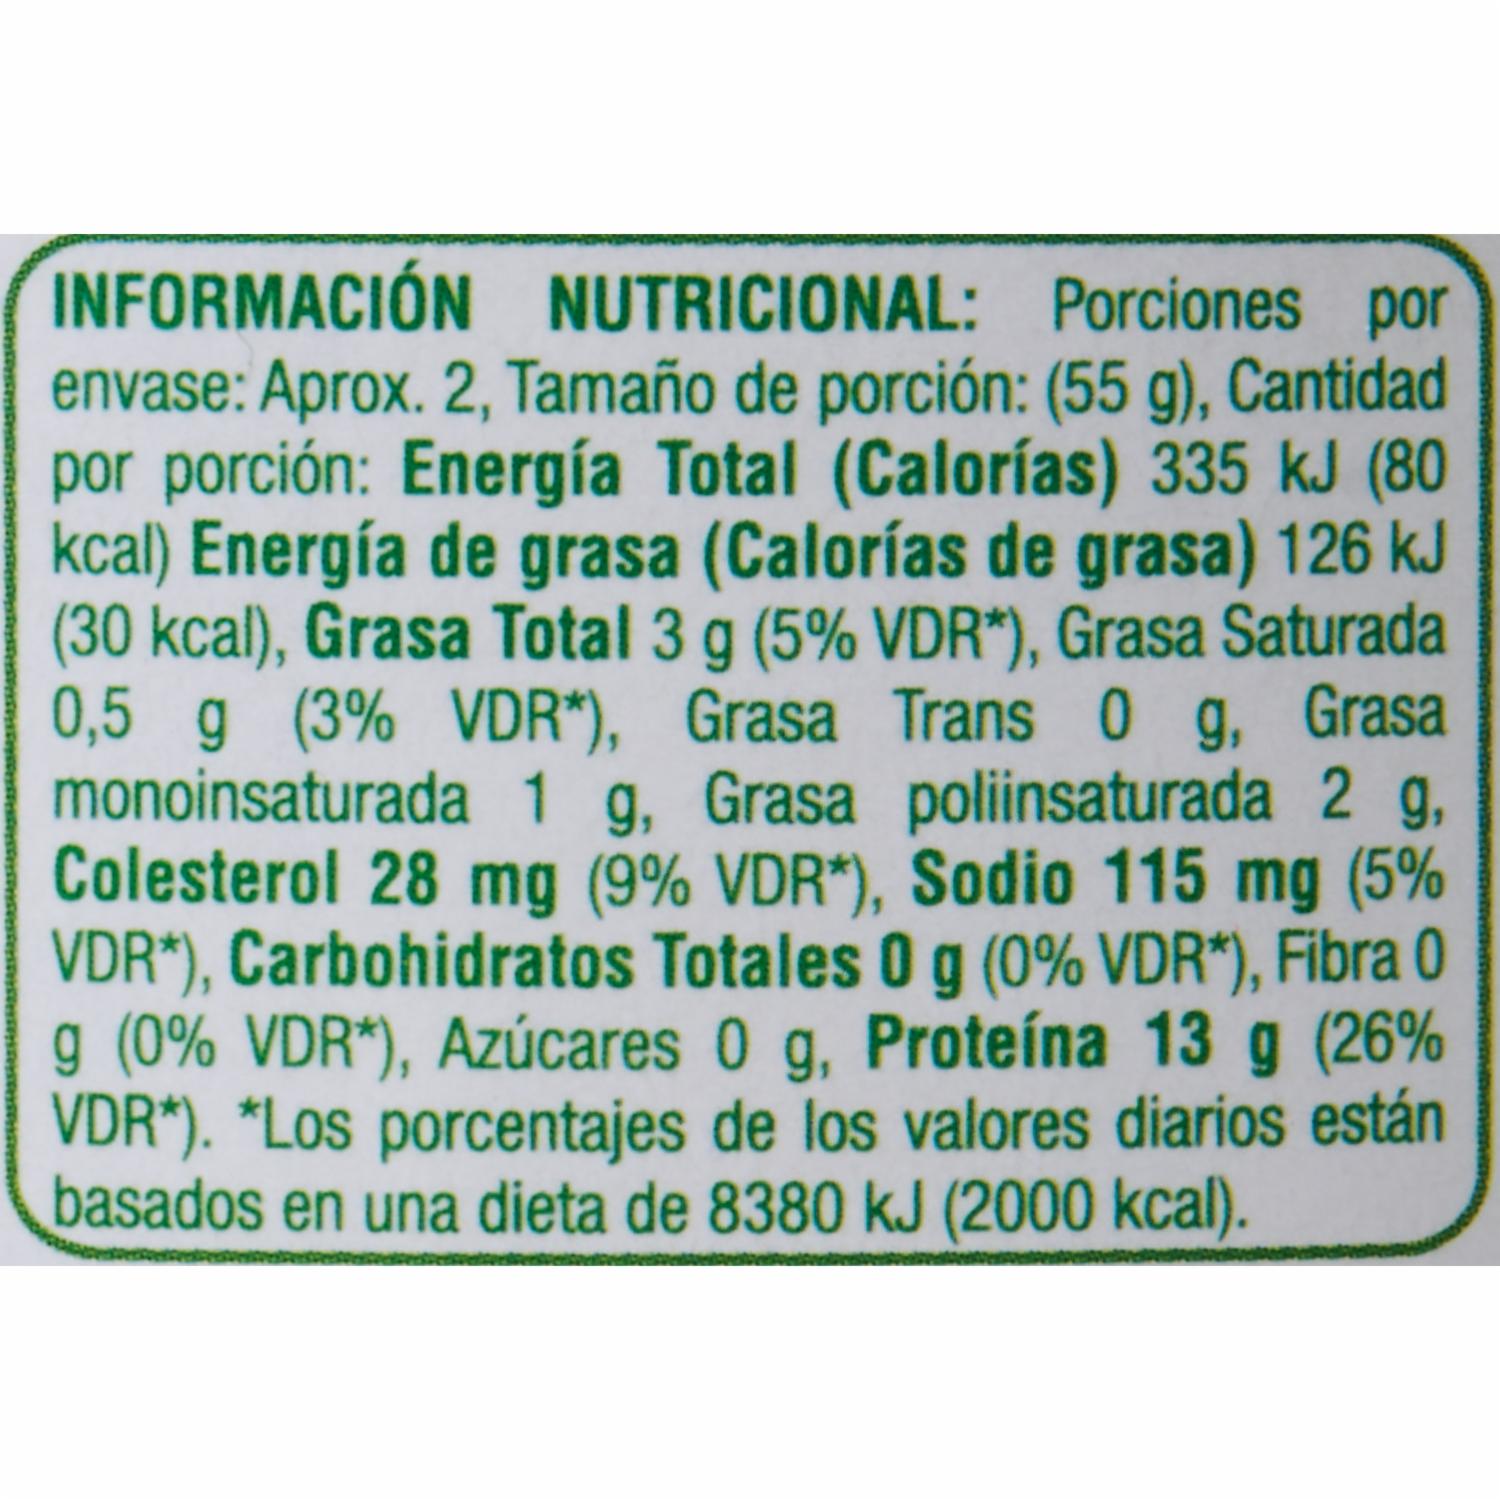 INFORMACIÓN NUTRICIONAL: Porciones por
envase: Aprox. 2, Tamaño de porción: (55 g), Cantidad
por porción: Energía Total (Calorías) 335 kJ (80
kcal) Energía de grasa (Calorías de grasa) 126 kJ
(30 kcal), Grasa Total 3 g (5% VDR*), Grasa Saturada
0,5 g (3% VDR*), Grasa Trans 0 g, Grasa
monoinsaturada 1 g, Grasa poliinsaturada 2 g,
Colesterol 28 mg (9% VDR*), Sodio 115 mg (5%
VDR*), Carbohidratos Totales 0 g (0% VDR*), Fibra 0
g (0% VDR*), Azúcares 0 g, Proteína 13 g (26%
VDR*). *Los porcentajes de los valores diarios están
basados en una dieta de 8380 kJ (2000 kcal).